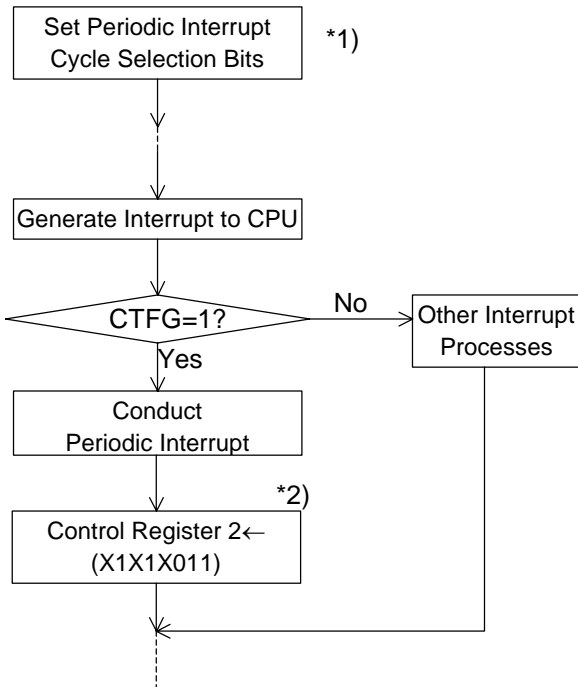 Set Periodic Interrupt
Cycle Selection Bits
*1)
Generate Interrupt to CPU
CTFG=1?
No
Other Interrupt
Processes
Yes
Conduct
Periodic Interrupt
*2)
Control Register 2←
(X1X1X011)